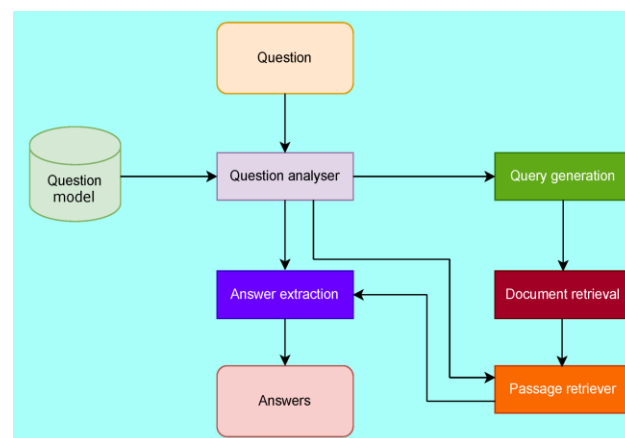 Question
Question
model
Question analyser
Query generation
Answer extraction
Document retrieval
Answers
Passage retriever